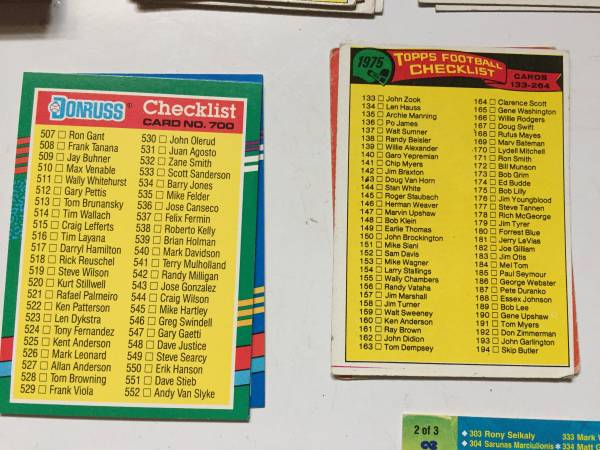 DONRUSS Checklist
CARD NO. 700
507 Ron Gant
508 Frank Tanana
509 Jay Buhner
510 Max Venable
511 Wally Whitehurst
512 Gary Pettis
513 Tom Brunansky
514 Tim Wallach
515 Craig Lefferts
516 Tim Layana
517 Darryl Hamilton
518 Rick Reuschel
519 Steve Wilson
520 Kurt Stillwell
521 Rafael Palmeiro
522 Ken Patterson
523 Len Dykstra
524 Tony Fernandez
525 Kent Anderson
526 Mark Leonard
527 Allan Anderson
528 Tom Browning
529 Frank Viola
530 John Olerud
531 Juan Agosto
532 Zane Smith
533 Scott Sanderson
534 Barry Jones
535 Mike Felder
536 Jose Canseco
537 Felix Fermin
538 Roberto Kelly
539 Brian Holman
540 Mark Davidson
541 Terry Mulholland
542 Randy Milligan
543 Jose Gonzalez
544 Craig Wilson
545 Mike Hartley
546 Greg Swindell
547 Gary Gaetti
548 Dave Justice
549 Steve Searcy
550 Erik Hanson
551 Dave Stieb
552 Andy Van Slyke
1975 TOPPS FOOTBALL
CHECKLIST
CARDS
133-264
133 John Zook
134 Len Hauss
135 Archie Manning
136 Po James
137 Walt Sumner
138 Randy Beisler
139 Willie Alexander
140 Garo Yepremian
141 Chip Myers
142 Jim Braxton
143 Doug Van Horn
144 Stan White
145 Roger Staubach
146 Herman Weaver
147 Marvin Upshaw
148 Bob Klein
149 Earlie Thomas
150 John Brockington
151 Mike Siani
152 Sam Davis
153 Mike Wagner
154 Larry Stallings
155 Wally Chambers
156 Randy Vataha
157 Jim Marshall
158 Jim Turner
159 Walt Sweeney
160 Ken Anderson
161 Ray Brown
162 John Didion
163 Tom Dempsey
164 Clarence Scott
165 Gene Washington
166 Willie Rodgers
167 Doug Swift
168 Rufus Mayes
169 Marv Bateman
170 Lydell Mitchell
171 Ron Smith
172 Bill Munson
173 Bob Grim
174 Ed Budde
175 Bob Lilly
176 Jim Youngblood
177 Steve Tannen
178 Rich McGeorge
179 Jim Tyrer
180 Forrest Blue
181 Jerry LeVias
182 Joe Gilliam
183 Jim Otis
184 Mel Tom
185 Paul Seymour
186 George Webster
187 Pete Duranko
188 Essex Johnson
189 Bob Lee
190 Gene Upshaw
191 Tom Myers
192 Don Zimmerman
193 John Garlington
194 Skip Butler
2 of 3
303 Rony Seikaly
304 Sarunas Marciulionis
333 Mark
334 Matt